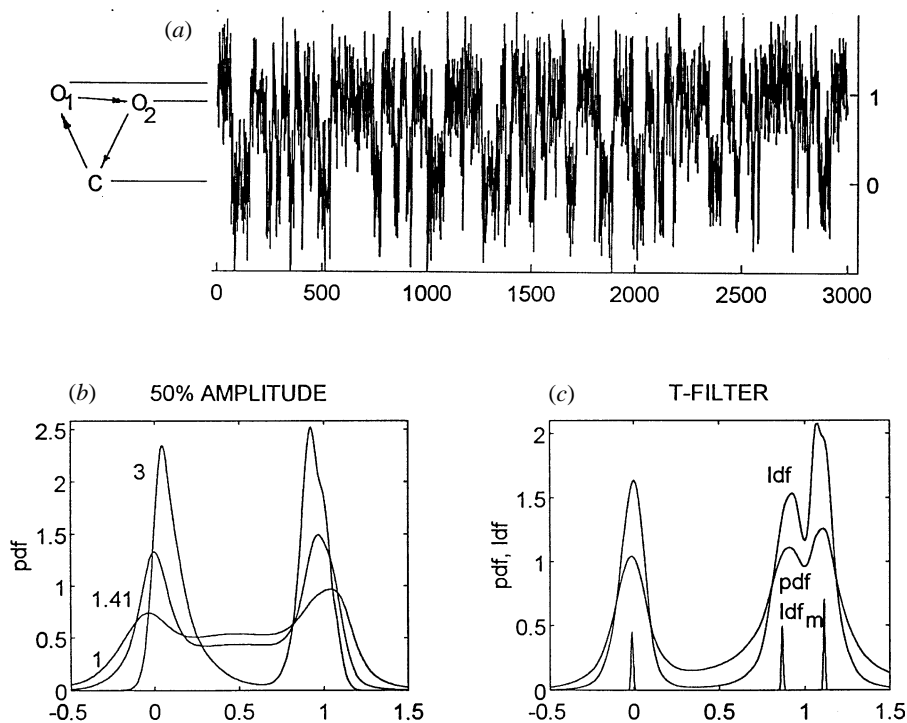 (a)
O1 O2
C
1
0
0 500 1000 1500 2000 2500 3000
(b) 50% AMPLITUDE
2.5
2
1.5
1
0.5
0
pdf
3
1.41
1
-0.5 0 0.5 1 1.5
(c) T-FILTER
2
1.5
1
0.5
0
pdf, ldf
ldf
pdf
ldfm
-0.5 0 0.5 1 1.5